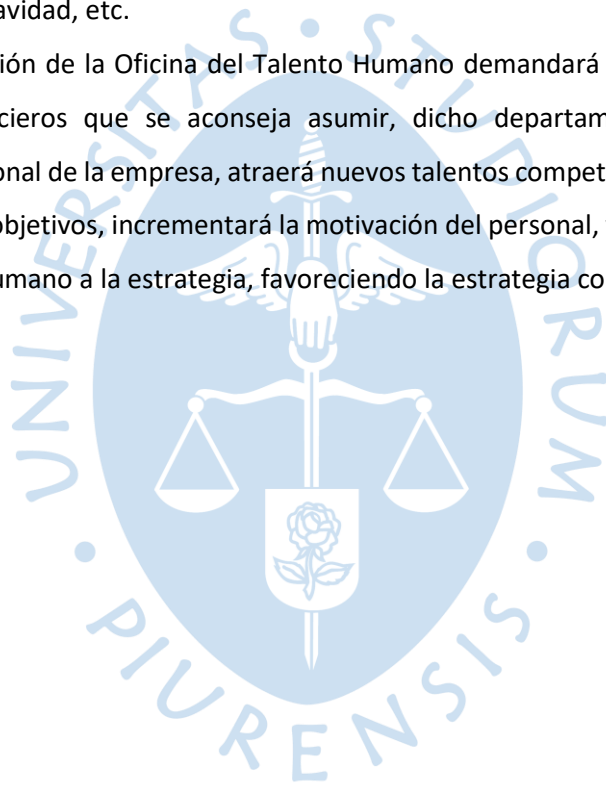 avidad, etc.
ión de la Oficina del Talento Humano demandará
cieros que se aconseja asumir, dicho departam
onal de la empresa, atraerá nuevos talentos compet
objetivos, incrementará la motivación del personal,
umano a la estrategia, favoreciendo la estrategia co
UNIVERSITAS • STUDIORUM • PIURENSIS •